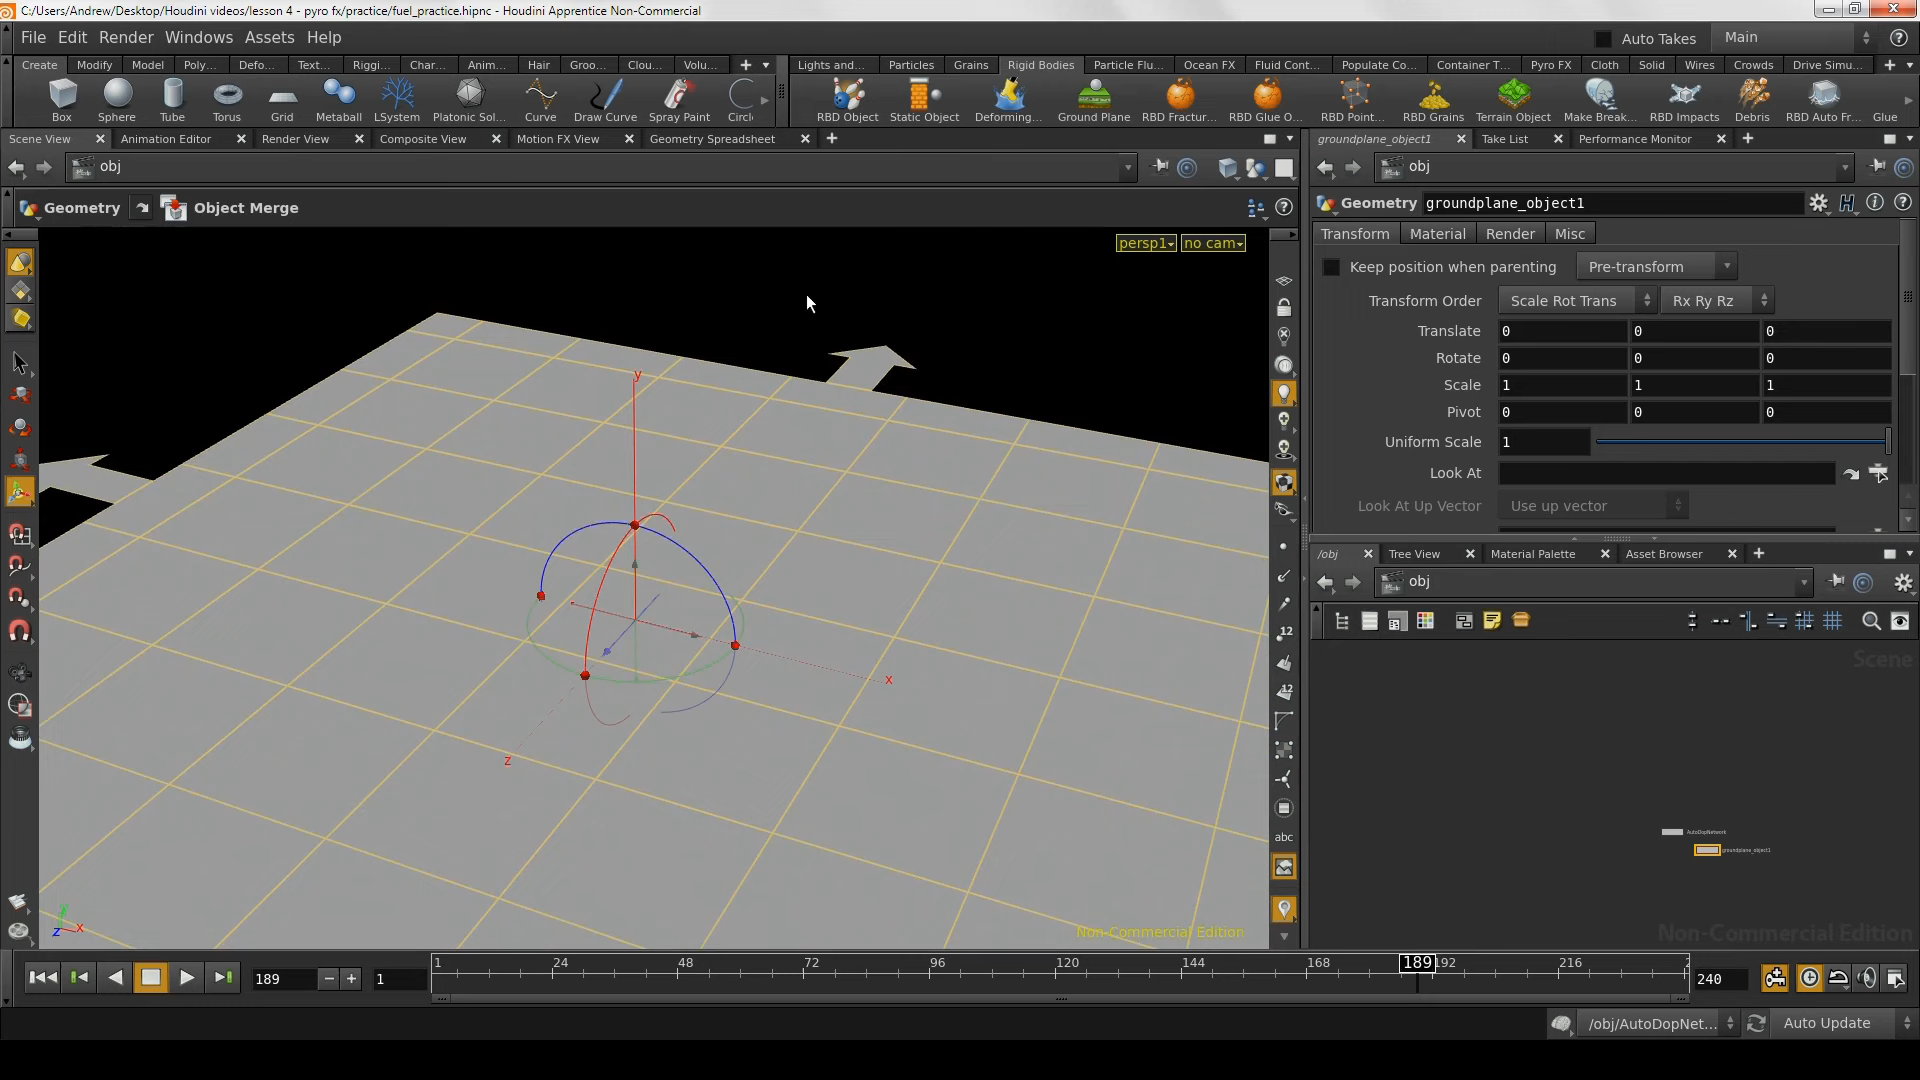 C:/Users/Andrew/Desktop/Houdini videos/lesson 4 - pyro fx/practice/fuel_practice.hipnc - Houdini Apprentice Non-Commercial
File Edit Render Windows Assets Help
Auto Takes Main
Create Modify Model Poly... Defo... Text... Riggi... Char... Anim... Hair Groo... Clou... Volu...
Lights and... Particles Grains Rigid Bodies Particle Flu... Ocean FX Fluid Cont... Populate Co... Container T... Pyro FX Cloth Solid Wires Crowds Drive Simu...
Box Sphere Tube Torus Grid Metaball LSystem Platonic Sol... Curve Draw Curve Spray Paint Circl
RBD Object Static Object Deforming... Ground Plane RBD Fractur... RBD Glue O... RBD Point... RBD Grains Terrain Object Make Break... RBD Impacts Debris RBD Auto Fr... Glue
Scene View Animation Editor Render View Composite View Motion FX View Geometry Spreadsheet
groundplane_object1 Take List Performance Monitor
obj
obj
Geometry Object Merge
Geometry groundplane_object1
persp1 no cam
Transform Material Render Misc
Keep position when parenting Pre-transform
Transform Order Scale Rot Trans Rx Ry Rz
Translate 0 0 0
Rotate 0 0 0
Scale 1 1 1
Pivot 0 0 0
Uniform Scale 1
Look At
Look At Up Vector Use up vector
/obj Tree View Material Palette Asset Browser
obj
Scene
y
x
z
12
12
abc
AutoDopNetwork
groundplane_object1
z x
Non-Commercial Edition
Non-Commercial Edition
189 1
1 24 48 72 96 120 144 168 189 192 216 2
240
/obj/AutoDopNet... Auto Update